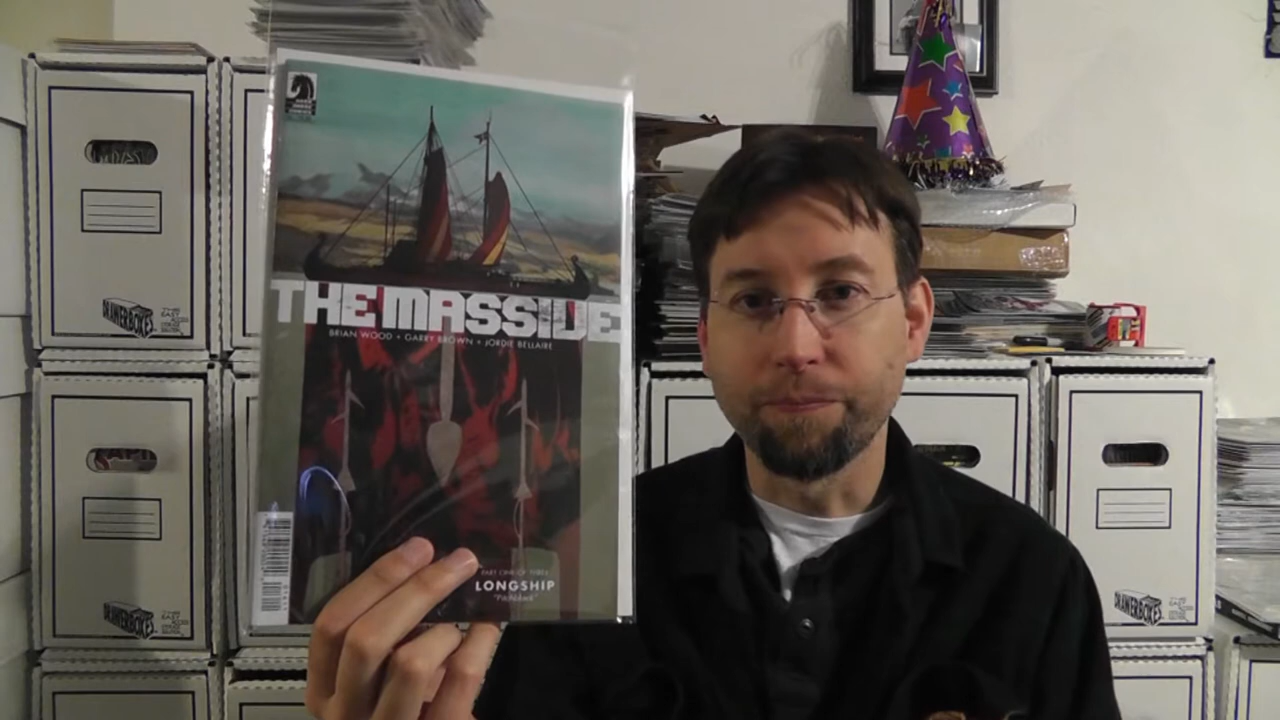 THE MASSIVE
BRIAN WOOD • GARRY BROWN • JORDIE BELLAIRE
PART ONE OF THREE
LONGSHIP
DRAWERBOXES
DRAWERBOXES
DRAWERBOXES